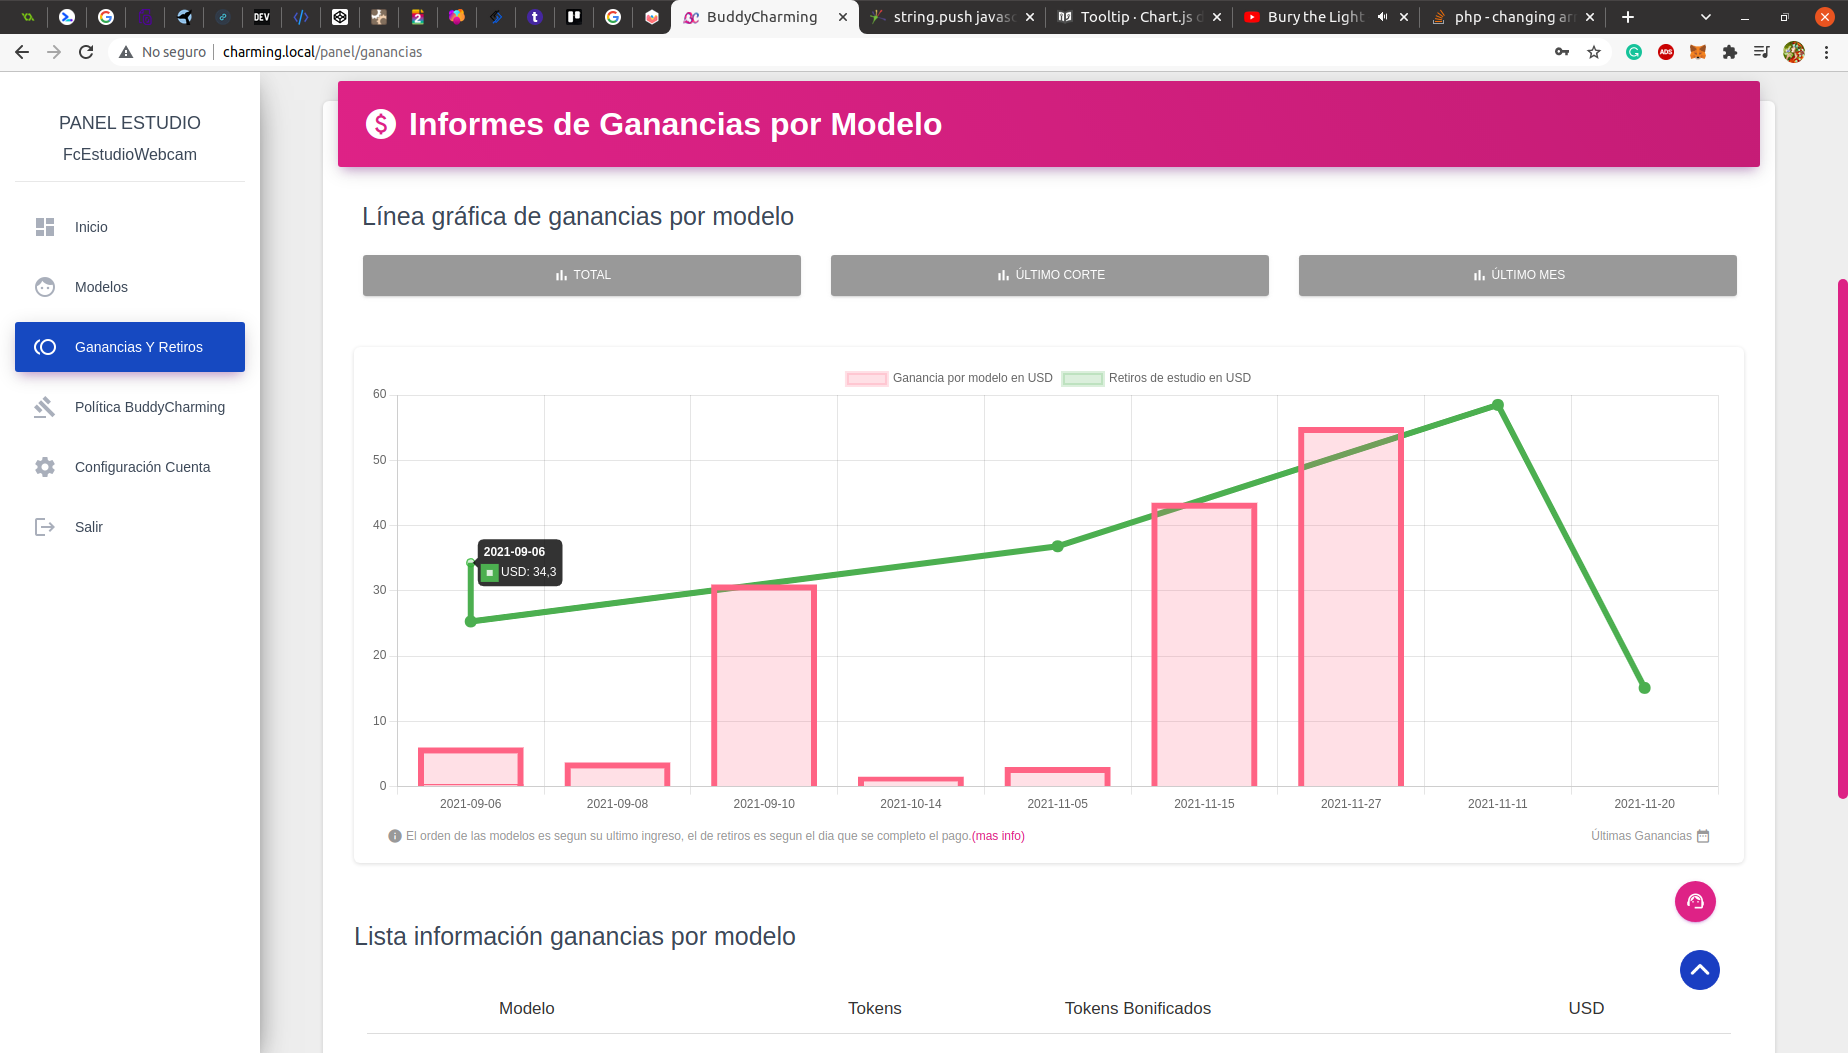 BuddyCharming
string.push javasc
Tooltip · Chart.js
Bury the Light
php - changing
No seguro
charming.local/panel/ganancias
PANEL ESTUDIO
FcEstudioWebcam
Inicio
Modelos
Ganancias Y Retiros
Política BuddyCharming
Configuración Cuenta
Salir
Informes de Ganancias por Modelo
Línea gráfica de ganancias por modelo
TOTAL
ÚLTIMO CORTE
ÚLTIMO MES
Ganancia por modelo en USD
Retiros de estudio en USD
60
50
40
30
20
10
0
2021-09-06
USD: 34,3
2021-09-06
2021-09-08
2021-09-10
2021-10-14
2021-11-05
2021-11-15
2021-11-27
2021-11-11
2021-11-20
El orden de las modelos es segun su ultimo ingreso, el de retiros es segun el dia que se completo el pago.(mas info)
Últimas Ganancias
Lista información ganancias por modelo
Modelo
Tokens
Tokens Bonificados
USD